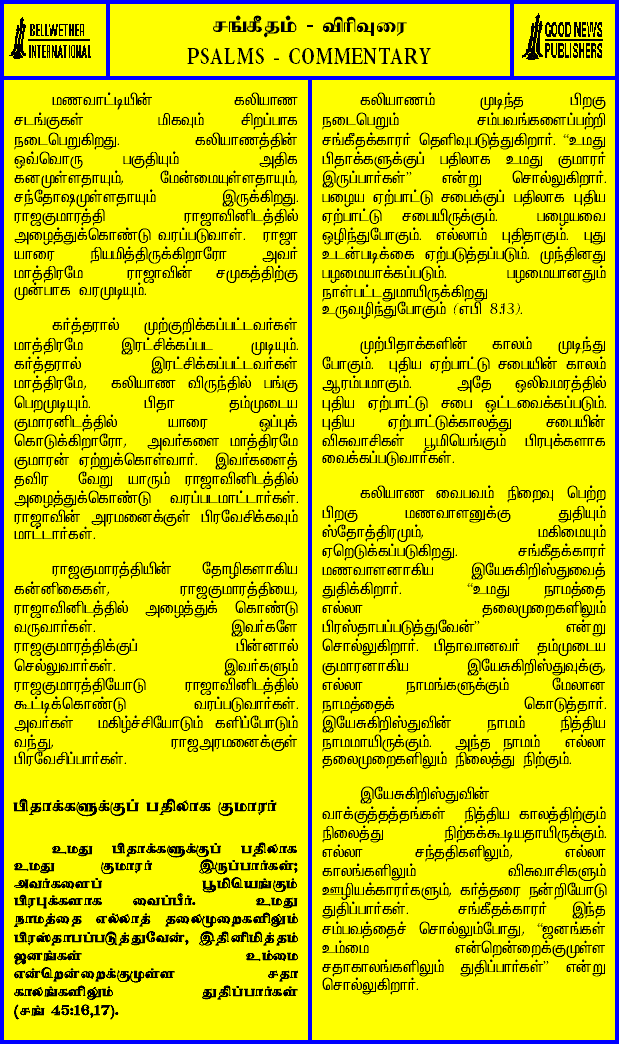 BELLWETHER
INTERNATIONAL
சங்கீதம் - விரிவுரை
PSALMS - COMMENTARY
GOOD NEWS
PUBLISHERS
மணவாட்டியின் கலியாண
சடங்குகள் மிகவும் சிறப்பாக
நடைபெறுகிறது. கலியாணத்தின்
ஒவ்வொரு பகுதியும் அதிக
கனமுள்ளதாயும், மேன்மையுள்ளதாயும்,
சந்தோஷமுள்ளதாயும் இருக்கிறது.
ராஜகுமாரத்தி ராஜாவினிடத்தில்
அழைத்துக்கொண்டு வரப்படுவாள். ராஜா
யாரை நியமித்திருக்கிறாரோ அவர்
மாத்திரமே ராஜாவின் சமுகத்திற்கு
முன்பாக வரமுடியும்.
கர்த்தரால் முற்குறிக்கப்பட்டவர்கள்
மாத்திரமே இரட்சிக்கப்பட முடியும்.
கர்த்தரால் இரட்சிக்கப்பட்டவர்கள்
மாத்திரமே, கலியாண விருந்தில் பங்கு
பெறமுடியும். பிதா தம்முடைய
குமாரனிடத்தில் யாரை ஒப்புக்
கொடுக்கிறாரோ, அவர்களை மாத்திரமே
குமாரன் ஏற்றுக்கொள்வார். இவர்களைத்
தவிர வேறு யாரும் ராஜாவினிடத்தில்
அழைத்துக்கொண்டு வரப்படமாட்டார்கள்.
ராஜாவின் அரமனைக்குள் பிரவேசிக்கவும்
மாட்டார்கள்.
ராஜகுமாரத்தியின் தோழிகளாகிய
கன்னிகைகள், ராஜகுமாரத்தியை,
ராஜாவினிடத்தில் அழைத்துக் கொண்டு
வருவார்கள். இவர்களே
ராஜகுமாரத்திக்குப் பின்னால்
செல்லுவார்கள். இவர்களும்
ராஜகுமாரத்தியோடு ராஜாவினிடத்தில்
கூட்டிக்கொண்டு வரப்படுவார்கள்.
அவர்கள் மகிழ்ச்சியோடும் களிப்போடும்
வந்து, ராஜஅரமனைக்குள்
பிரவேசிப்பார்கள்.
பிதாக்களுக்குப் பதிலாக குமாரர்
உமது பிதாக்களுக்குப் பதிலாக
உமது குமாரர் இருப்பார்கள்;
அவர்களைப் பூமியெங்கும்
பிரபுக்களாக வைப்பீர். உமது
நாமத்தை எல்லாத் தலைமுறைகளிலும்
பிரஸ்தாபப்படுத்துவேன், இதினிமித்தம்
ஜனங்கள் உம்மை
என்றென்றைக்குமுள்ள சதா
காலங்களிலும் துதிப்பார்கள்
(சங் 45:16,17).
கலியாணம் முடிந்த பிறகு
நடைபெறும் சம்பவங்களைப்பற்றி
சங்கீதக்காரர் தெளிவுபடுத்துகிறார். “உமது
பிதாக்களுக்குப் பதிலாக உமது குமாரர்
இருப்பார்கள்” என்று சொல்லுகிறார்.
பழைய ஏற்பாட்டு சபைக்குப் பதிலாக புதிய
ஏற்பாட்டு சபையிருக்கும். பழையவை
ஒழிந்துபோகும். எல்லாம் புதிதாகும். புது
உடன்படிக்கை ஏற்படுத்தப்படும். முந்தினது
பழமையாக்கப்படும். பழமையானதும்
நாள்பட்டதுமாயிருக்கிறது
உருவழிந்துபோகும் (எபி 8:13).
முற்பிதாக்களின் காலம் முடிந்து
போகும். புதிய ஏற்பாட்டு சபையின் காலம்
ஆரம்பமாகும். அதே ஒலிவமரத்தில்
புதிய ஏற்பாட்டு சபை ஒட்டவைக்கப்படும்.
புதிய ஏற்பாட்டுக்காலத்து சபையின்
விசுவாசிகள் பூமியெங்கும் பிரபுக்களாக
வைக்கப்படுவார்கள்.
கலியாண வைபவம் நிறைவு பெற்ற
பிறகு மணவாளனுக்கு துதியும்
ஸ்தோத்திரமும், மகிமையும்
ஏறெடுக்கப்படுகிறது. சங்கீதக்காரர்
மணவாளனாகிய இயேசுகிறிஸ்துவைத்
துதிக்கிறார். “உமது நாமத்தை
எல்லா தலைமுறைகளிலும்
பிரஸ்தாபப்படுத்துவேன்” என்று
சொல்லுகிறார். பிதாவானவர் தம்முடைய
குமாரனாகிய இயேசுகிறிஸ்துவுக்கு,
எல்லா நாமங்களுக்கும் மேலான
நாமத்தைக் கொடுத்தார்.
இயேசுகிறிஸ்துவின் நாமம் நித்திய
நாமமாயிருக்கும். அந்த நாமம் எல்லா
தலைமுறைகளிலும் நிலைத்து நிற்கும்.
இயேசுகிறிஸ்துவின்
வாக்குத்தத்தங்கள் நித்திய காலத்திற்கும்
நிலைத்து நிற்கக்கூடியதாயிருக்கும்.
எல்லா சந்ததிகளிலும், எல்லா
காலங்களிலும் விசுவாசிகளும்
ஊழியக்காரர்களும், கர்த்தரை நன்றியோடு
துதிப்பார்கள். சங்கீதக்காரர் இந்த
சம்பவத்தைச் சொல்லும்போது, “ஜனங்கள்
உம்மை என்றென்றைக்குமுள்ள
சதாகாலங்களிலும் துதிப்பார்கள்” என்று
சொல்லுகிறார்.